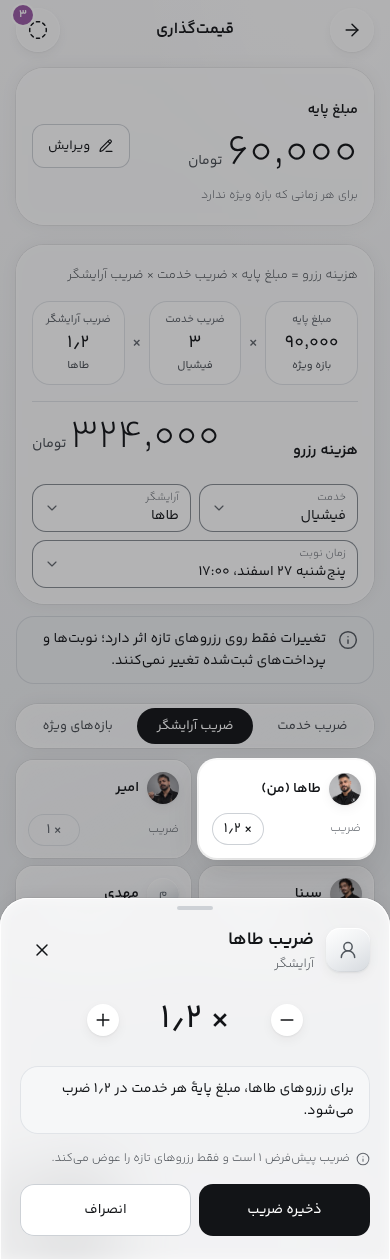 ۳
قیمت‌گذاری
مبلغ پایه
۶۰,۰۰۰ تومان
ویرایش
برای هر زمانی که بازه ویژه ندارد
هزینه رزرو = مبلغ پایه × ضریب خدمت × ضریب آرایشگر
مبلغ پایه
۹۰,۰۰۰
بازه ویژه
×
ضریب خدمت
۳
فیشیال
×
ضریب آرایشگر
۱٫۲
طاها
هزینه رزرو
۳۲۴,۰۰۰ تومان
خدمت
فیشیال
آرایشگر
طاها
زمان نوبت
پنج‌شنبه ۲۷ اسفند، ۱۷:۰۰
تغییرات فقط روی رزروهای تازه اثر دارد؛ نوبت‌ها و
پرداخت‌های ثبت‌شده تغییر نمی‌کنند.
ضریب خدمت
ضریب آرایشگر
بازه‌های ویژه
طاها (من)
ضریب
× ۱٫۲
امیر
ضریب
× ۱
سینا
مهدی
م
ضریب طاها
آرایشگر
× ۱٫۲
برای رزروهای طاها، مبلغ پایهٔ هر خدمت در ۱٫۲ ضرب
می‌شود.
ضریب پیش‌فرض ۱ است و فقط رزروهای تازه را عوض می‌کند.
ذخیره ضریب
انصراف